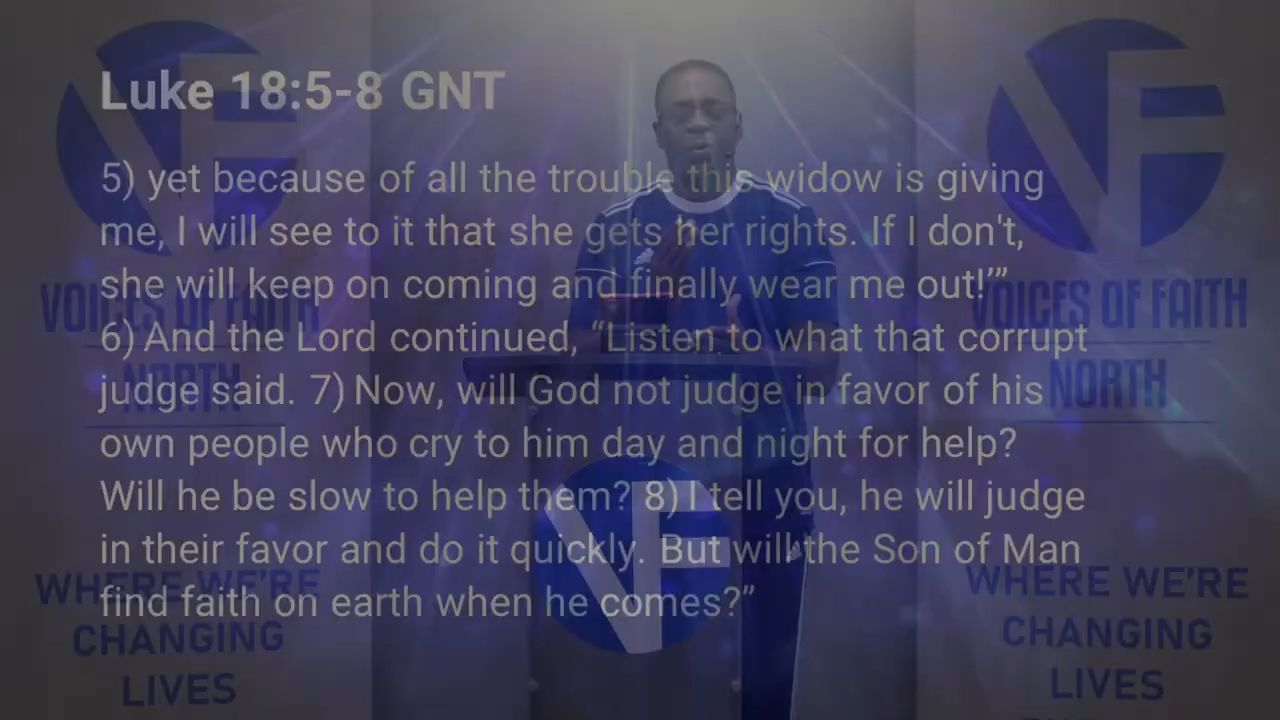 Luke 18:5-8 GNT
5) yet because of all the trouble this widow is giving
me, I will see to it that she gets her rights. If I don't,
she will keep on coming and finally wear me out!’”
6) And the Lord continued, “Listen to what that corrupt
judge said. 7) Now, will God not judge in favor of his
own people who cry to him day and night for help?
Will he be slow to help them? 8) I tell you, he will judge
in their favor and do it quickly. But will the Son of Man
find faith on earth when he comes?”
VF
VOICES OF FAITH
NORTH
WHERE WE'RE
CHANGING
LIVES
VF
VF
VOICES OF FAITH
NORTH
WHERE WE'RE
CHANGING
LIVES